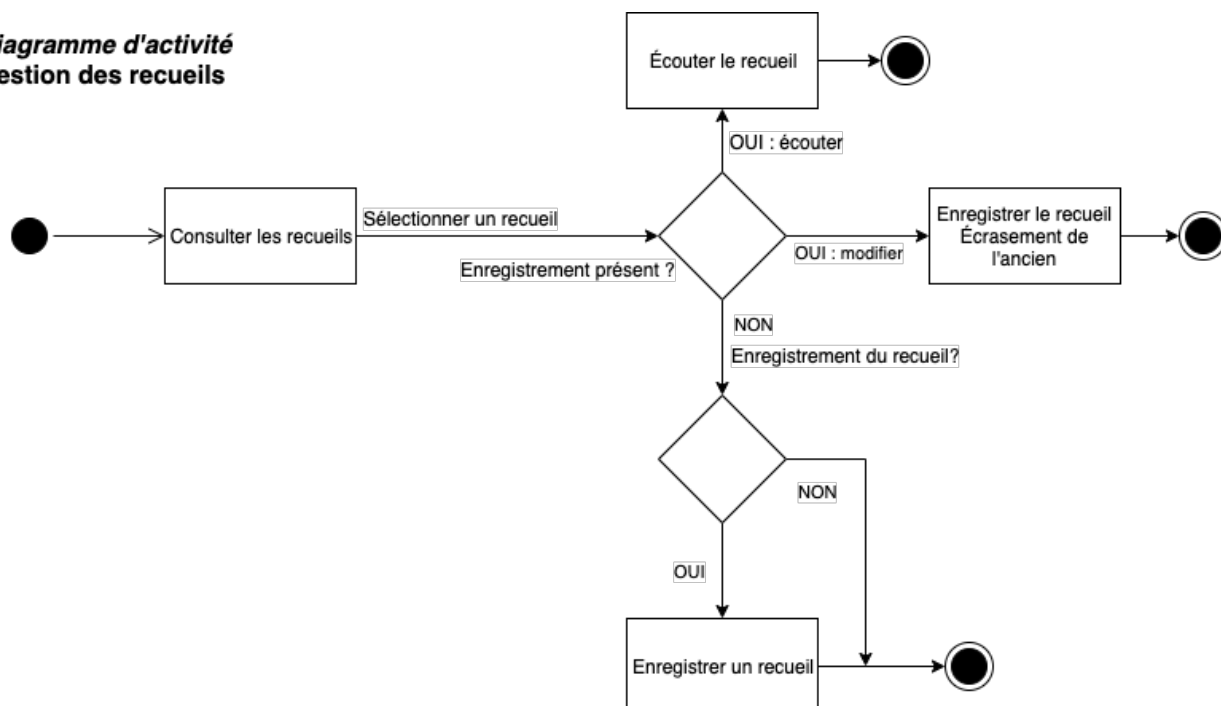 iagramme d'activité
estion des recueils
Écouter le recueil
OUI : écouter
Consulter les recueils
Sélectionner un recueil
Enregistrement présent ?
OUI : modifier
Enregistrer le recueil
Écrasement de
l'ancien
NON
Enregistrement du recueil?
NON
OUI
Enregistrer un recueil